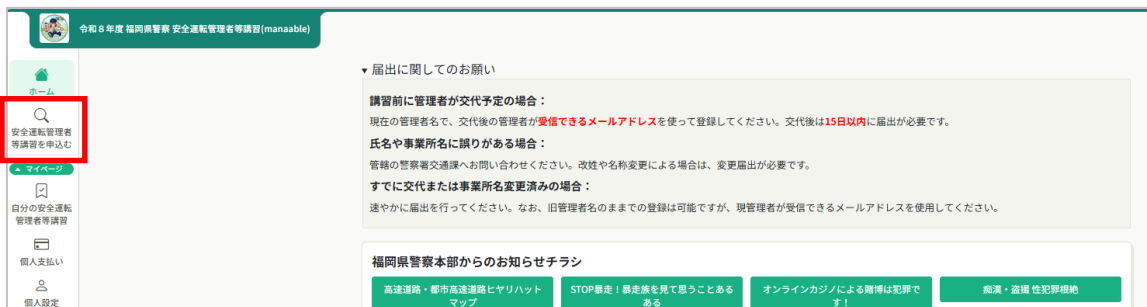 令和8年度 福岡県警察 安全運転管理者等講習(manaable)
ホーム
安全運転管理者
等講習を申込む
マイページ
自分の安全運転
管理者等講習
個人支払い
個人設定
▼ 届出に関してのお願い
講習前に管理者が交代予定の場合：
現在の管理者名で、交代後の管理者が受信できるメールアドレスを使って登録してください。交代後は15日以内に届出が必要です。
氏名や事業所名に誤りがある場合：
管轄の警察署交通課へお問い合わせください。改姓や名称変更による場合は、変更届出が必要です。
すでに交代または事業所名変更済みの場合：
速やかに届出を行ってください。なお、旧管理者名のままでの登録は可能ですが、現管理者が受信できるメールアドレスを使用してください。
福岡県警察本部からのお知らせチラシ
高速道路・都市高速道路ヒヤリハット
マップ
STOP暴走！暴走族を見て思うことある
ある
オンラインカジノによる賭博は犯罪で
す！
痴漢・盗撮 性犯罪根絶